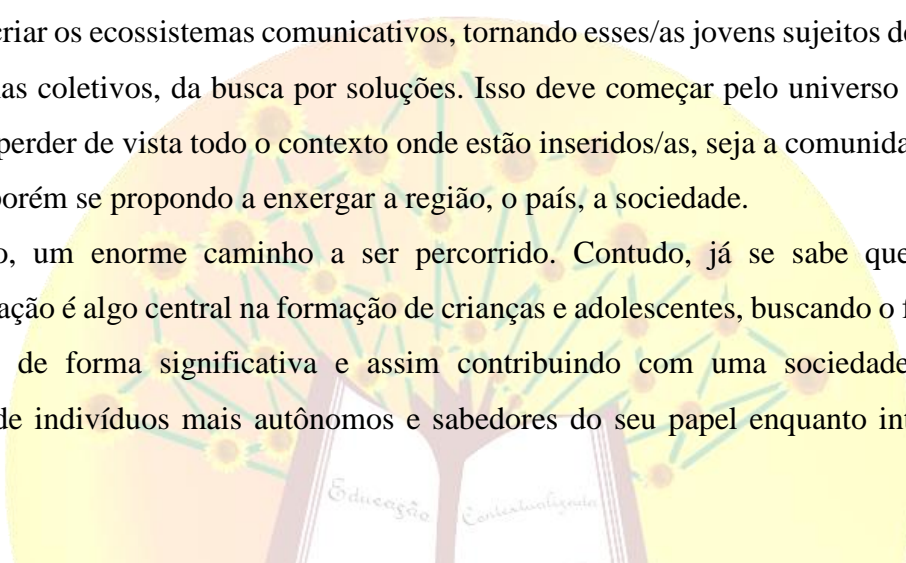 criar os ecossistemas comunicativos, tornando esses/as jovens sujeitos d
as coletivos, da busca por soluções. Isso deve começar pelo universo
perder de vista todo o contexto onde estão inseridos/as, seja a comunida
porém se propondo a enxergar a região, o país, a sociedade.
o, um enorme caminho a ser percorrido. Contudo, já se sabe que
ação é algo central na formação de crianças e adolescentes, buscando o
de forma significativa e assim contribuindo com uma sociedade
de indivíduos mais autônomos e sabedores do seu papel enquanto in
Educação Contextualizada